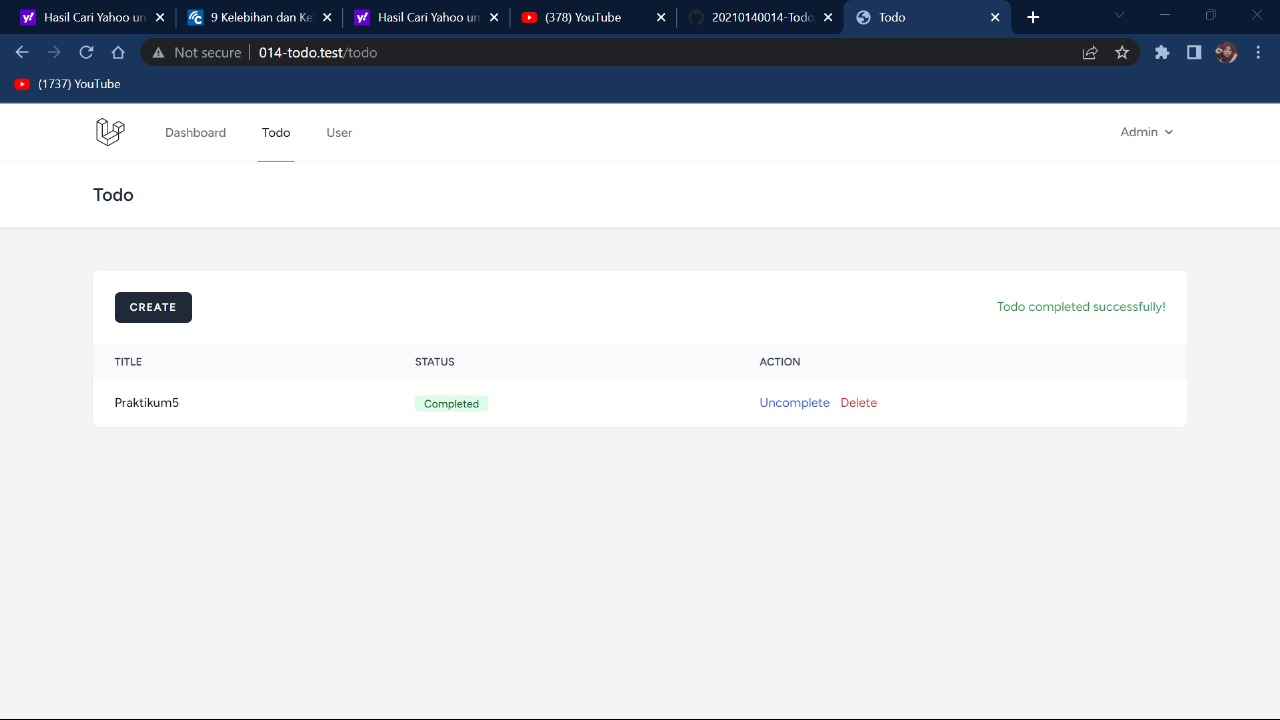 Hasil Cari Yahoo un
9 Kelebihan dan Ke
Hasil Cari Yahoo un
(378) YouTube
20210140014-Todo
Todo
Not secure
014-todo.test/todo
(1737) YouTube
Dashboard
Todo
User
Admin
Todo
CREATE
Todo completed successfully!
TITLE
STATUS
ACTION
Praktikum5
Completed
Uncomplete
Delete